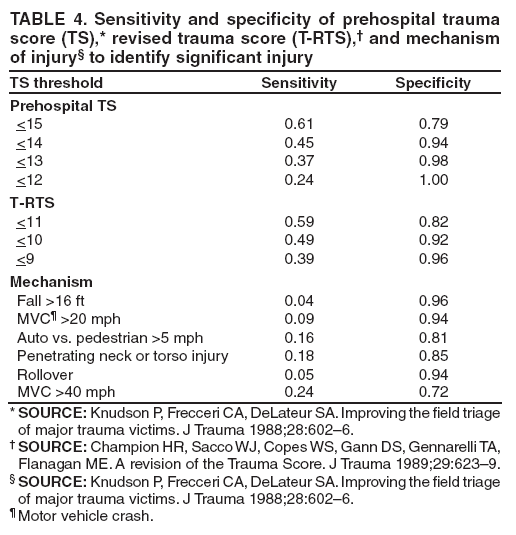 TABLE 4. Sensitivity and specificity of prehospital trauma
score (TS),* revised trauma score (T-RTS),† and mechanism
of injury§ to identify significant injury
TS threshold Sensitivity Specificity
Prehospital TS
≤15 0.61 0.79
≤14 0.45 0.94
≤13 0.37 0.98
≤12 0.24 1.00
T-RTS
≤11 0.59 0.82
≤10 0.49 0.92
≤9 0.39 0.96
Mechanism
Fall >16 ft 0.04 0.96
MVC¶ >20 mph 0.09 0.94
Auto vs. pedestrian >5 mph 0.16 0.81
Penetrating neck or torso injury 0.18 0.85
Rollover 0.05 0.94
MVC >40 mph 0.24 0.72
* SOURCE: Knudson P, Frecceri CA, DeLateur SA. Improving the field triage
of major trauma victims. J Trauma 1988;28:602–6.
† SOURCE: Champion HR, Sacco WJ, Copes WS, Gann DS, Gennarelli TA,
Flanagan ME. A revision of the Trauma Score. J Trauma 1989;29:623–9.
§ SOURCE: Knudson P, Frecceri CA, DeLateur SA. Improving the field triage
of major trauma victims. J Trauma 1988;28:602–6.
¶ Motor vehicle crash.